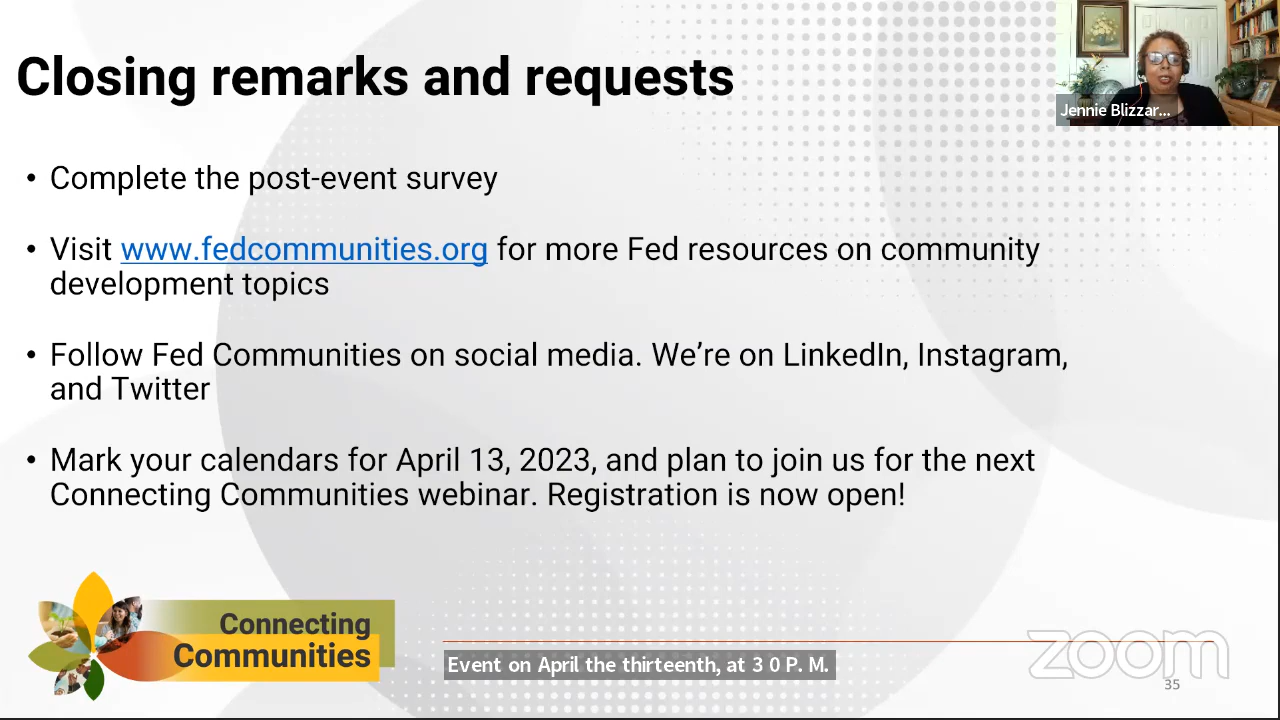 Closing remarks and requests
Jennie Blizzar...
• Complete the post-event survey
• Visit www.fedcommunities.org for more Fed resources on community
development topics
• Follow Fed Communities on social media. We’re on LinkedIn, Instagram,
and Twitter
• Mark your calendars for April 13, 2023, and plan to join us for the next
Connecting Communities webinar. Registration is now open!
Connecting
Communities
Event on April the thirteenth, at 3 0 P. M.
zoom
35